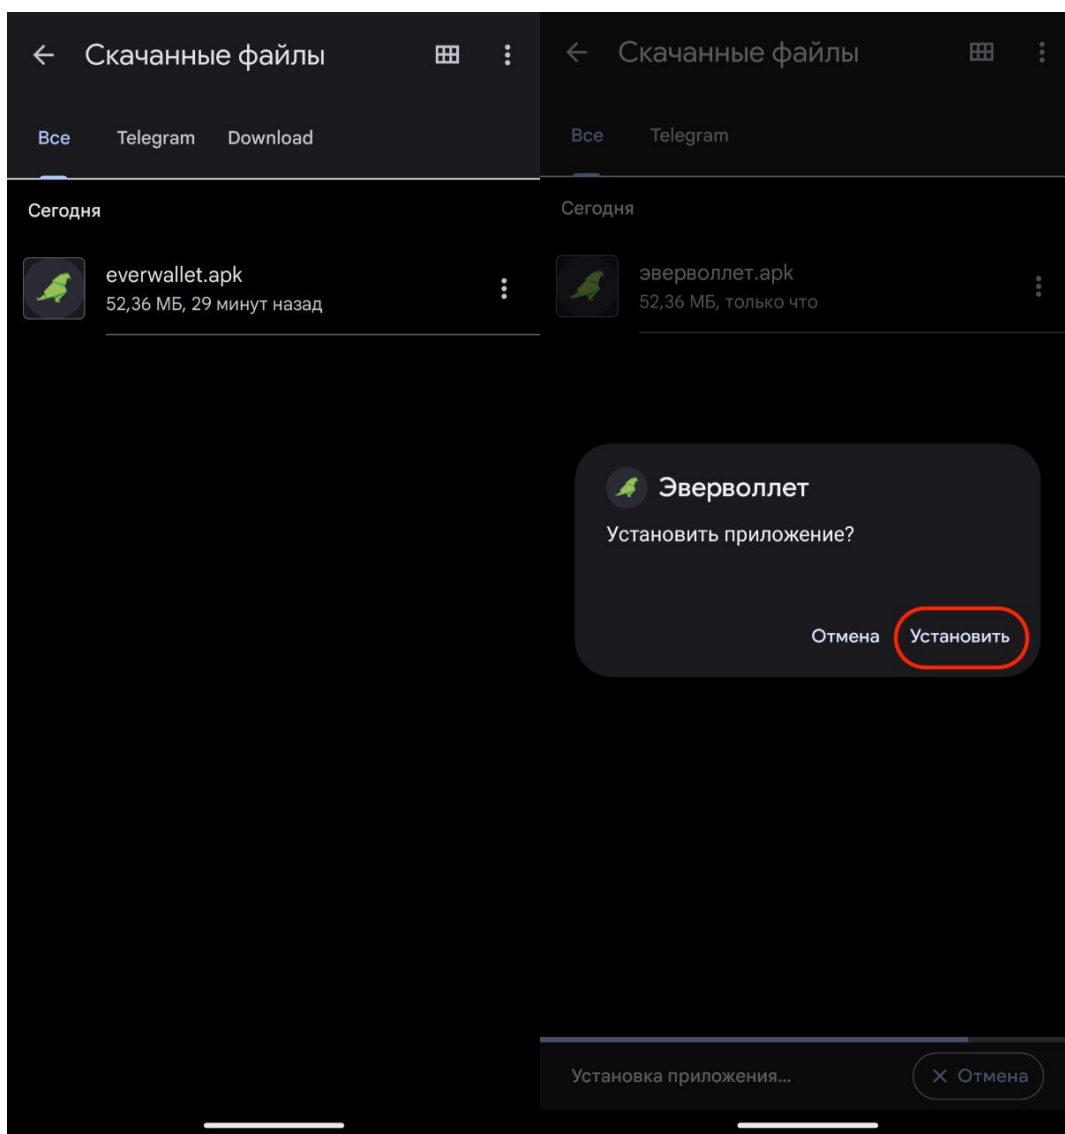 Скачанные файлы
Все Telegram Download
Сегодня
everwallet.apk
52,36 МБ, 29 минут назад
Скачанные файлы
Все Telegram
Сегодня
эверволлет.apk
52,36 МБ, только что
Эверволлет
Установить приложение?
Отмена Установить
Установка приложения...
Отмена